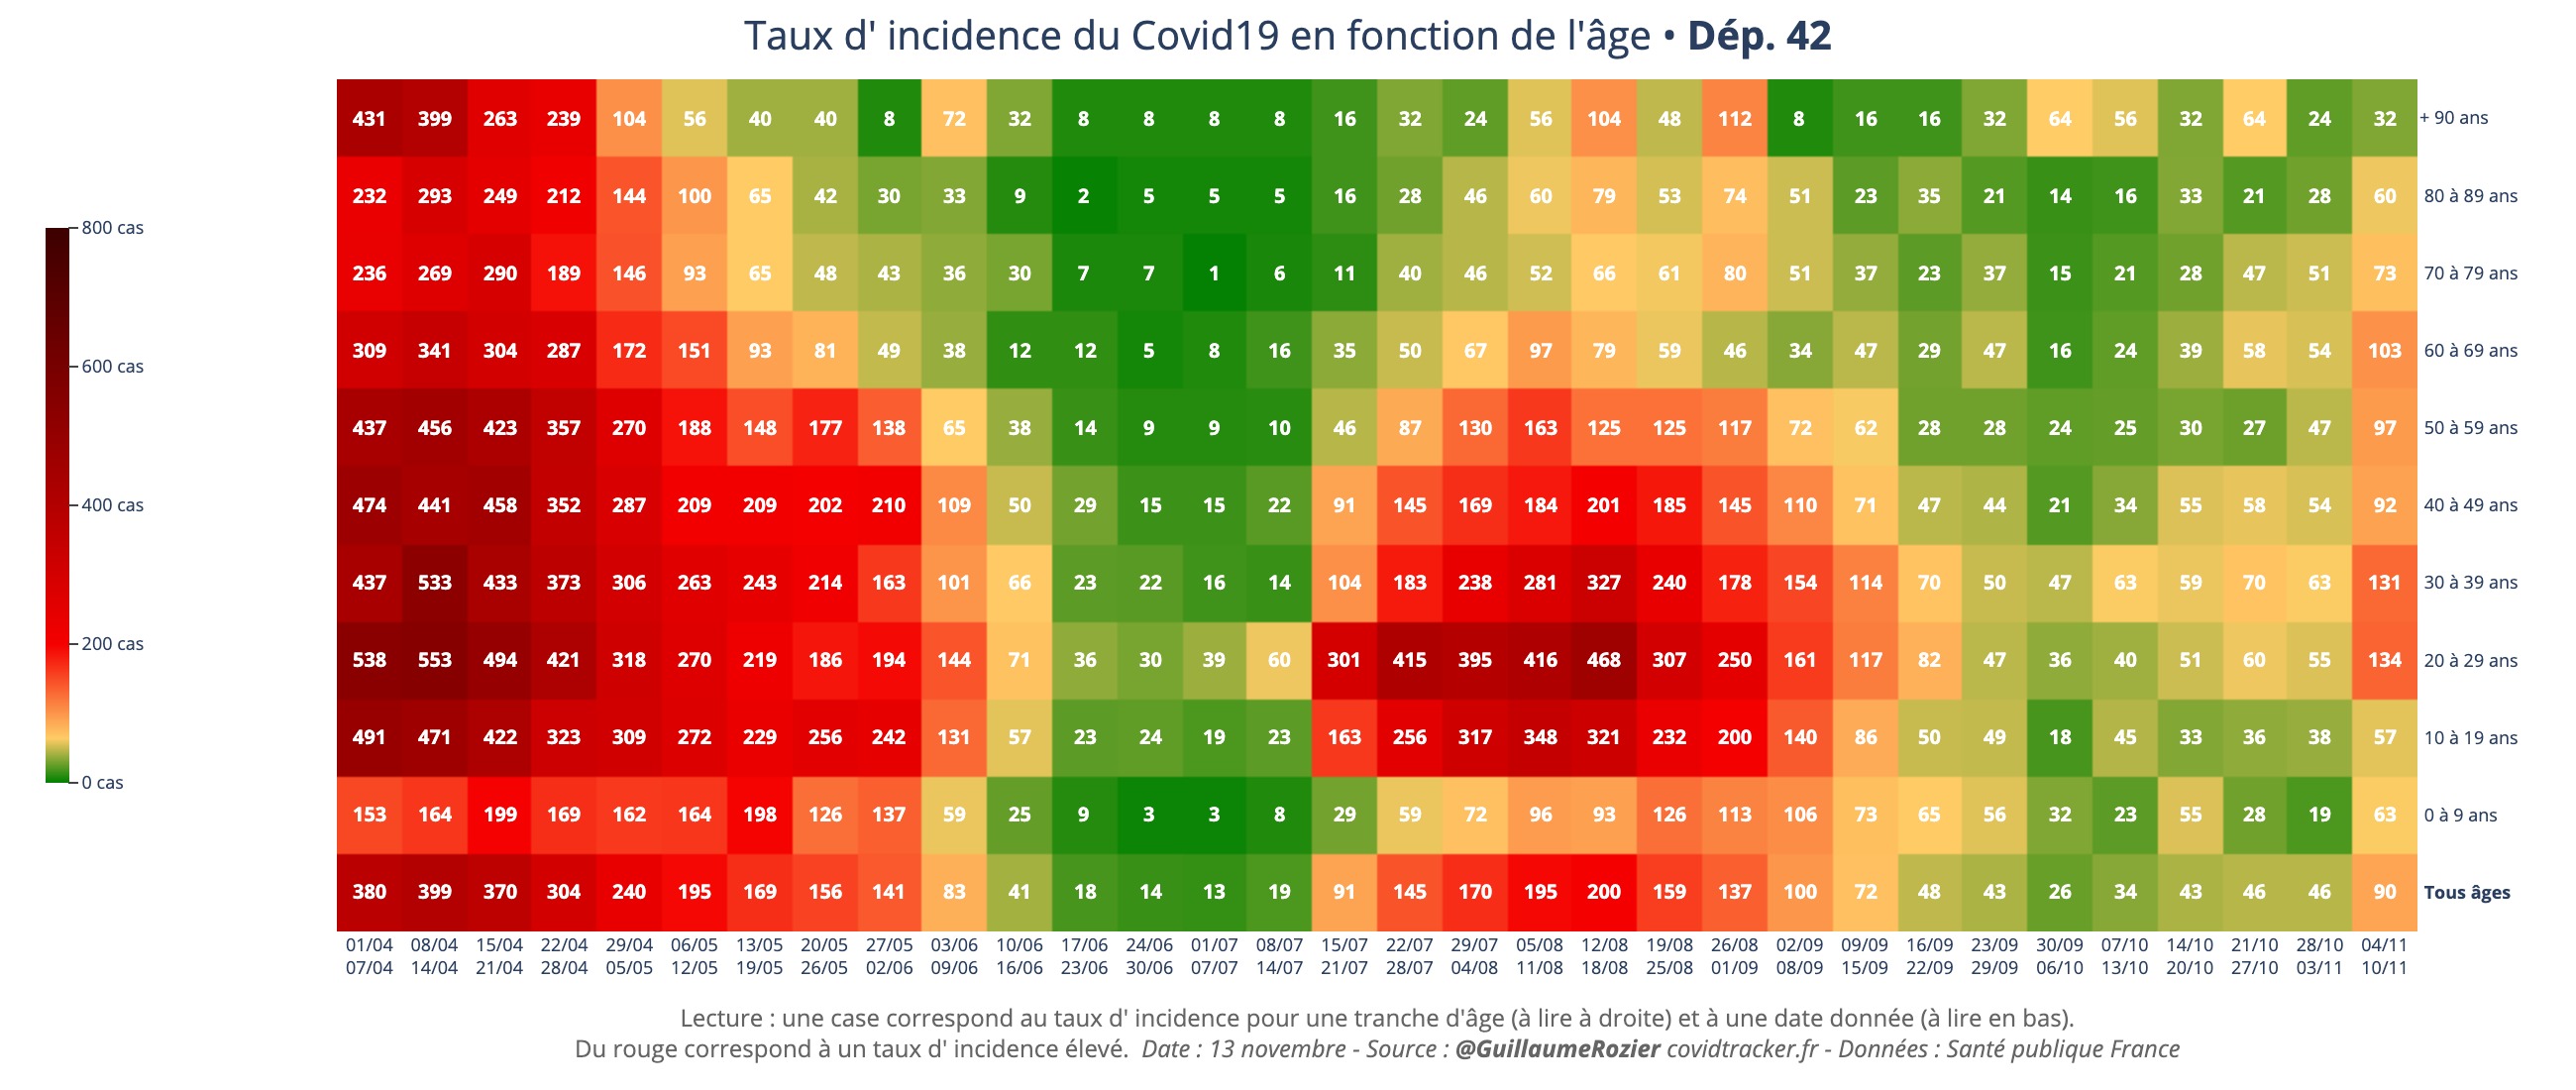 Taux d' incidence du Covid19 en fonction de l'âge • Dép. 42
431 399 263 239 104 56 40 40 8 72 32 8 8 8 8 16 32 24 56 104 48 112 8 16 16 32 64 56 32 64 24 32 + 90 ans
232 293 249 212 144 100 65 42 30 33 9 2 5 5 5 16 28 46 60 79 53 74 51 23 35 21 14 16 33 21 28 60 80 à 89 ans
800 cas
236 269 290 189 146 93 65 48 43 36 30 7 7 1 6 11 40 46 52 66 61 80 51 37 23 37 15 21 28 47 51 73 70 à 79 ans
309 341 304 287 172 151 93 81 49 38 12 12 5 8 16 35 50 67 97 79 59 46 34 47 29 47 16 24 39 58 54 103 60 à 69 ans
600 cas
437 456 423 357 270 188 148 177 138 65 38 14 9 9 10 46 87 130 163 125 125 117 72 62 28 28 24 25 30 27 47 97 50 à 59 ans
474 441 458 352 287 209 209 202 210 109 50 29 15 15 22 91 145 169 184 201 185 145 110 71 47 44 21 34 55 58 54 92 40 à 49 ans
400 cas
437 533 433 373 306 263 243 214 163 101 66 23 22 16 14 104 183 238 281 327 240 178 154 114 70 50 47 63 59 70 63 131 30 à 39 ans
200 cas
538 553 494 421 318 270 219 186 194 144 71 36 30 39 60 301 415 395 416 468 307 250 161 117 82 47 36 40 51 60 55 134 20 à 29 ans
491 471 422 323 309 272 229 256 242 131 57 23 24 19 23 163 256 317 348 321 232 200 140 86 50 49 18 45 33 36 38 57 10 à 19 ans
0 cas
153 164 199 169 162 164 198 126 137 59 25 9 3 3 8 29 59 72 96 93 126 113 106 73 65 56 32 23 55 28 19 63 0 à 9 ans
380 399 370 304 240 195 169 156 141 83 41 18 14 13 19 91 145 170 195 200 159 137 100 72 48 43 26 34 43 46 46 90 Tous âges
01/04 08/04 15/04 22/04 29/04 06/05 13/05 20/05 27/05 03/06 10/06 17/06 24/06 01/07 08/07 15/07 22/07 29/07 05/08 12/08 19/08 26/08 02/09 09/09 16/09 23/09 30/09 07/10 14/10 21/10 28/10 04/11
07/04 14/04 21/04 28/04 05/05 12/05 19/05 26/05 02/06 09/06 16/06 23/06 30/06 07/07 14/07 21/07 28/07 04/08 11/08 18/08 25/08 01/09 08/09 15/09 22/09 29/09 06/10 13/10 20/10 27/10 03/11 10/11
Lecture : une case correspond au taux d' incidence pour une tranche d'âge (à lire à droite) et à une date donnée (à lire en bas).
Du rouge correspond à un taux d' incidence élevé. Date : 13 novembre - Source : @GuillaumeRozier covidtracker.fr - Données : Santé publique France